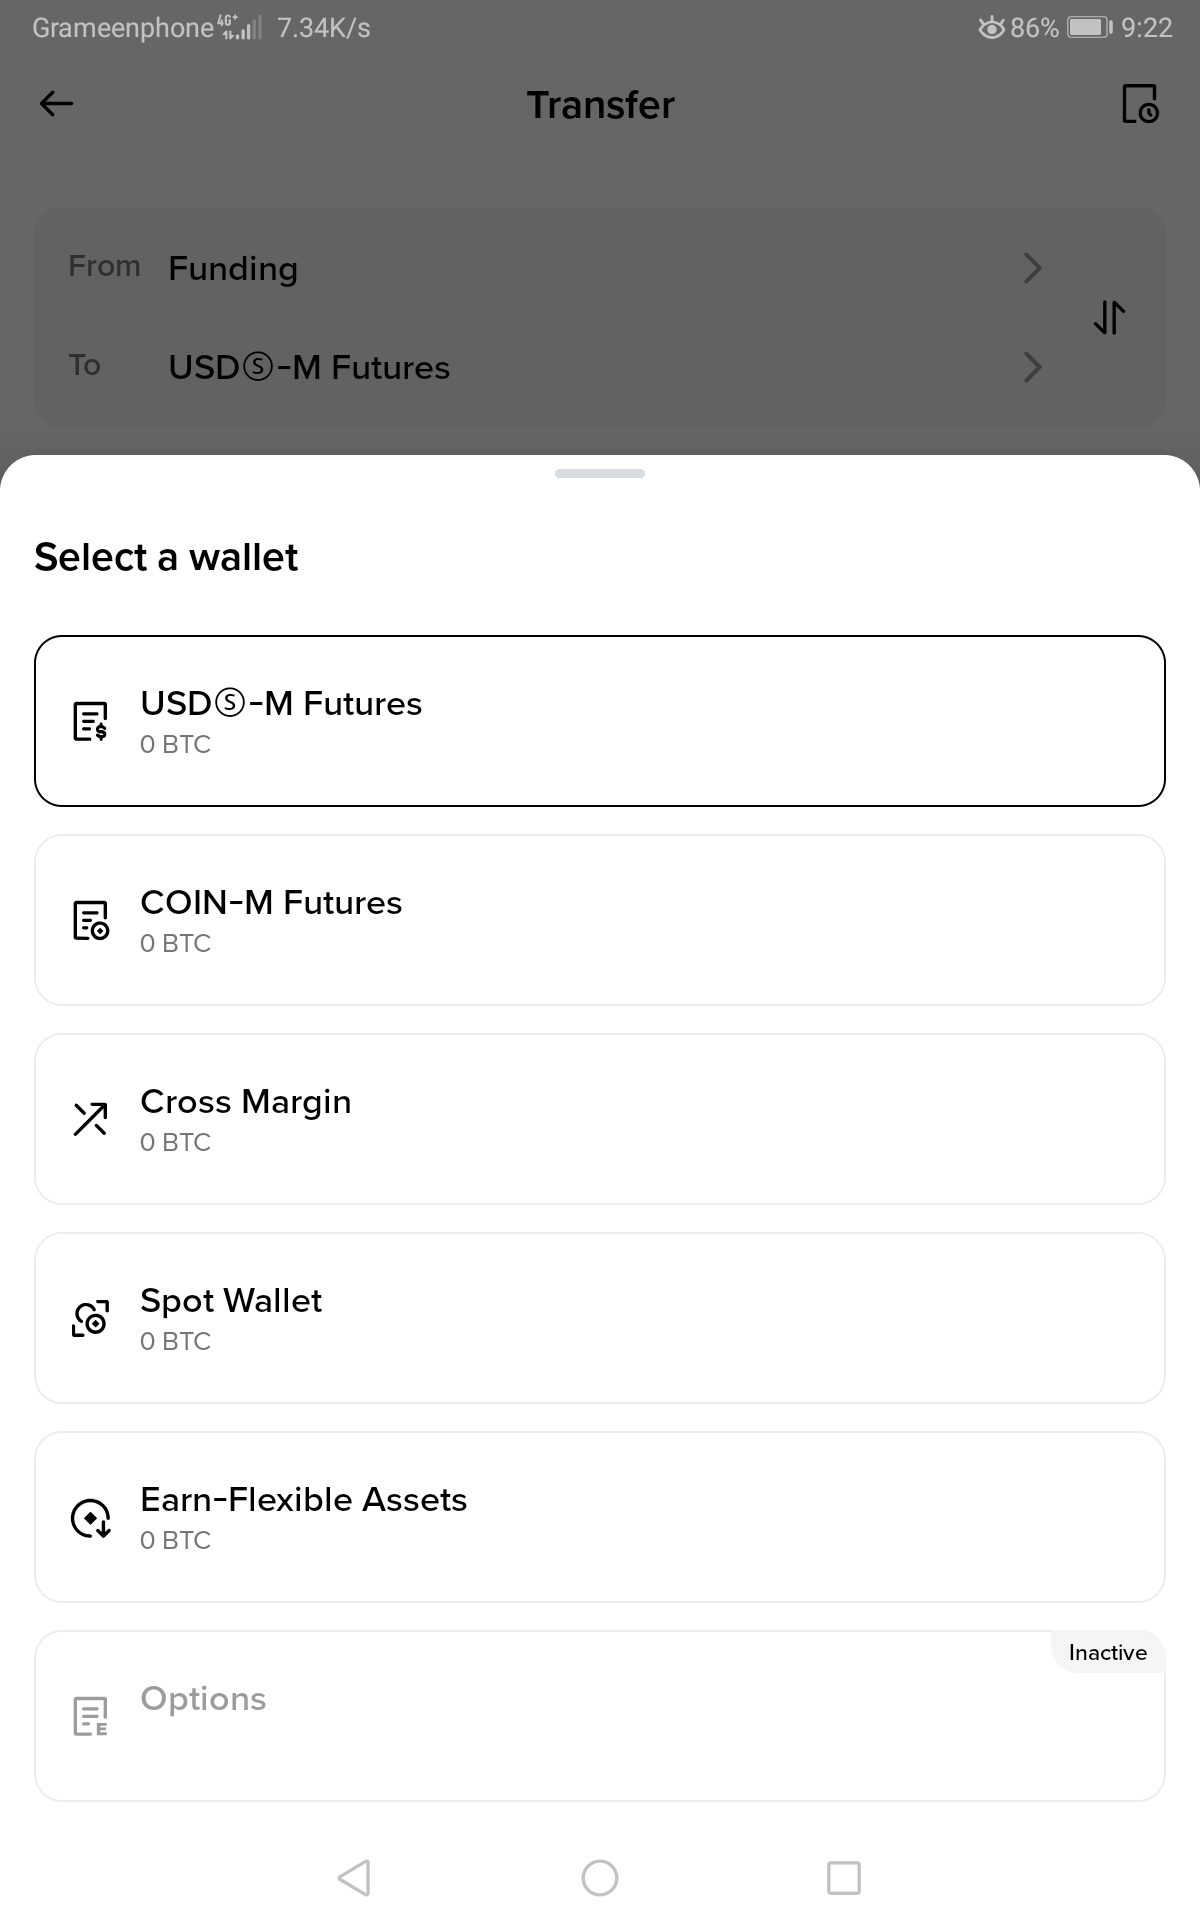 Grameenphone 4G+ 7.34K/s 86% 9:22
Transfer
From Funding
To USDⓈ-M Futures
Select a wallet
USDⓈ-M Futures
0 BTC
COIN-M Futures
0 BTC
Cross Margin
0 BTC
Spot Wallet
0 BTC
Earn-Flexible Assets
0 BTC
Inactive
Options